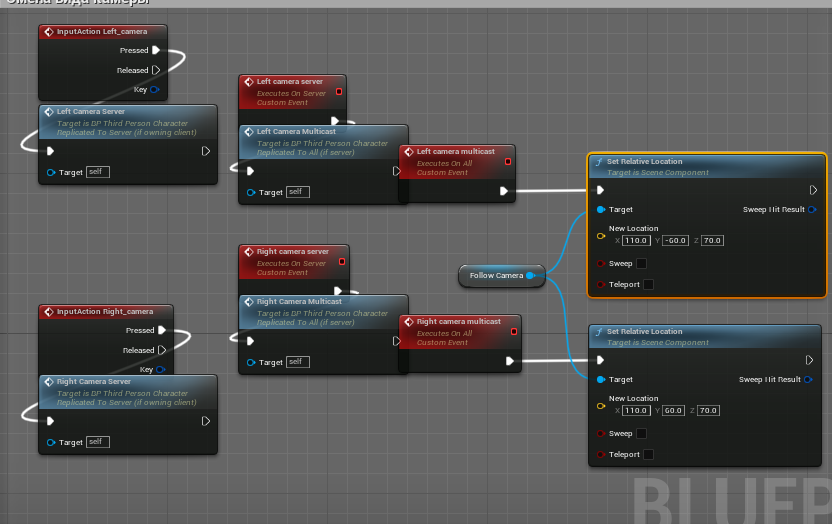 Смена вида камеры
InputAction Left_camera
Pressed
Released
Key
Left Camera Server
Target is BP Third Person Character
Replicated To Server (if owning client)
Target self
Left camera server
Executes On Server
Custom Event
Left Camera Multicast
Target is BP Third Person Character
Replicated To All (if server)
Target self
Left camera multicast
Executes On All
Custom Event
Set Relative Location
Target is Scene Component
Target
Sweep Hit Result
New Location
X 110.0 Y -60.0 Z 70.0
Sweep
Teleport
Follow Camera
Right camera server
Executes On Server
Custom Event
Right Camera Multicast
Target is BP Third Person Character
Replicated To All (if server)
Target self
Right camera multicast
Executes On All
Custom Event
InputAction Right_camera
Pressed
Released
Key
Right Camera Server
Target is BP Third Person Character
Replicated To Server (if owning client)
Target self
Set Relative Location
Target is Scene Component
Target
Sweep Hit Result
New Location
X 110.0 Y 60.0 Z 70.0
Sweep
Teleport
BLUEP